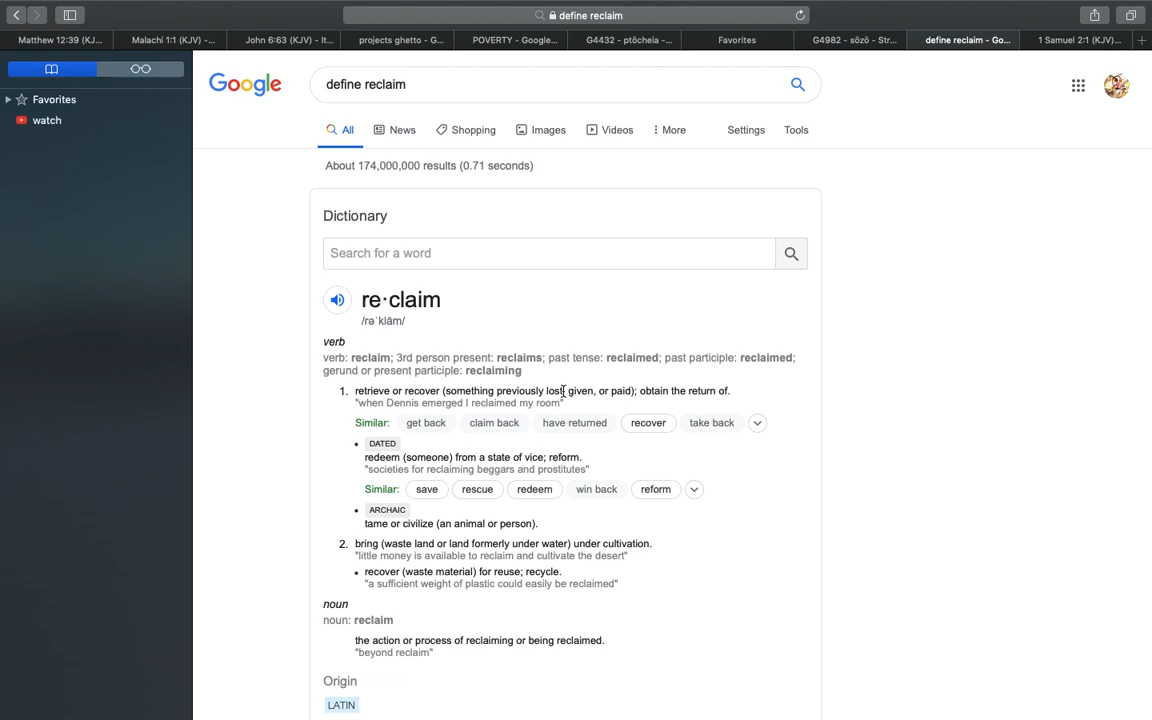 define reclaim
Matthew 12:39 (KJ...
Malachi 1:1 (KJV) -...
John 6:63 (KJV) - It...
projects ghetto - G...
POVERTY - Google...
G4432 - ptōcheia -...
Favorites
G4982 - sōzō - Str...
define reclaim - Go...
1 Samuel 2:1 (KJV)...
Favorites
watch
Google
define reclaim
All
News
Shopping
Images
Videos
More
Settings
Tools
About 174,000,000 results (0.71 seconds)
Dictionary
Search for a word
re·claim
/rəˈklām/
verb
verb: reclaim; 3rd person present: reclaims; past tense: reclaimed; past participle: reclaimed;
gerund or present participle: reclaiming
1. retrieve or recover (something previously lost, given, or paid); obtain the return of.
"when Dennis emerged I reclaimed my room"
Similar: get back claim back have returned recover take back
• DATED
redeem (someone) from a state of vice; reform.
"societies for reclaiming beggars and prostitutes"
Similar: save rescue redeem win back reform
• ARCHAIC
tame or civilize (an animal or person).
2. bring (waste land or land formerly under water) under cultivation.
"little money is available to reclaim and cultivate the desert"
• recover (waste material) for reuse; recycle.
"a sufficient weight of plastic could easily be reclaimed"
noun
noun: reclaim
the action or process of reclaiming or being reclaimed.
"beyond reclaim"
Origin
LATIN